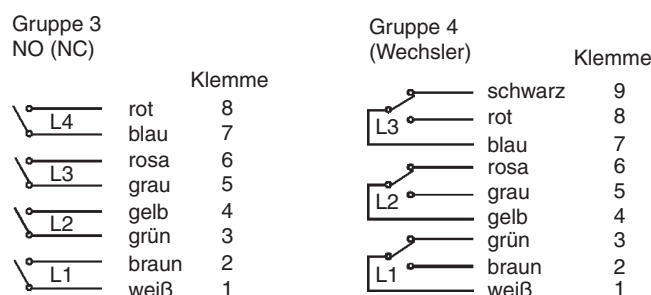 Gruppe 3
NO (NC)
Klemme
rot 8
L4
blau 7
rosa 6
L3
grau 5
gelb 4
L2
grün 3
braun 2
L1
weiß 1
Gruppe 4
(Wechsler)
Klemme
schwarz 9
L3 rot 8
blau 7
rosa 6
L2 grau 5
gelb 4
grün 3
L1 braun 2
weiß 1